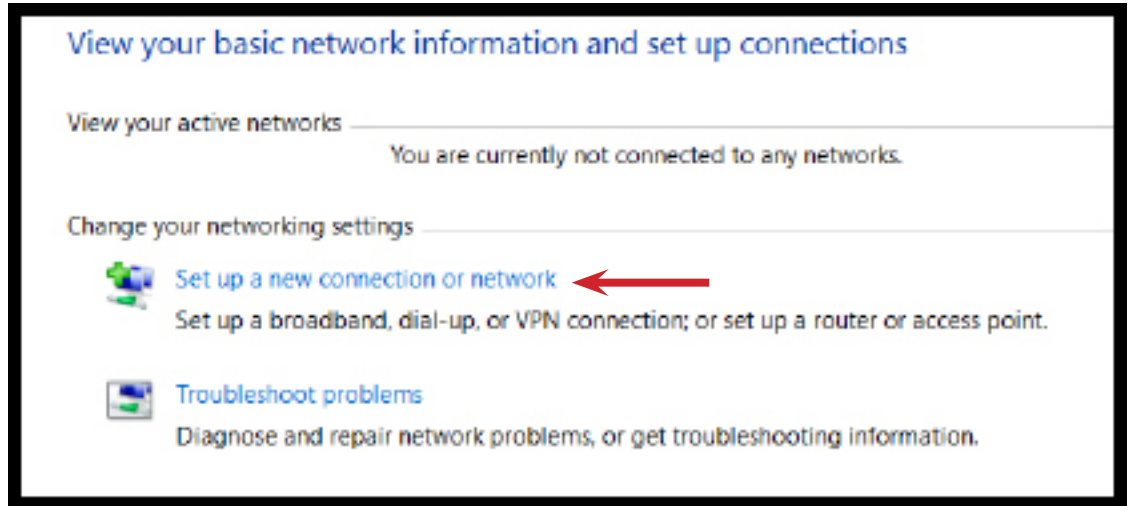 View your basic network information and set up connections
View your active networks
You are currently not connected to any networks.
Change your networking settings
Set up a new connection or network
Set up a broadband, dial-up, or VPN connection; or set up a router or access point.
Troubleshoot problems
Diagnose and repair network problems, or get troubleshooting information.